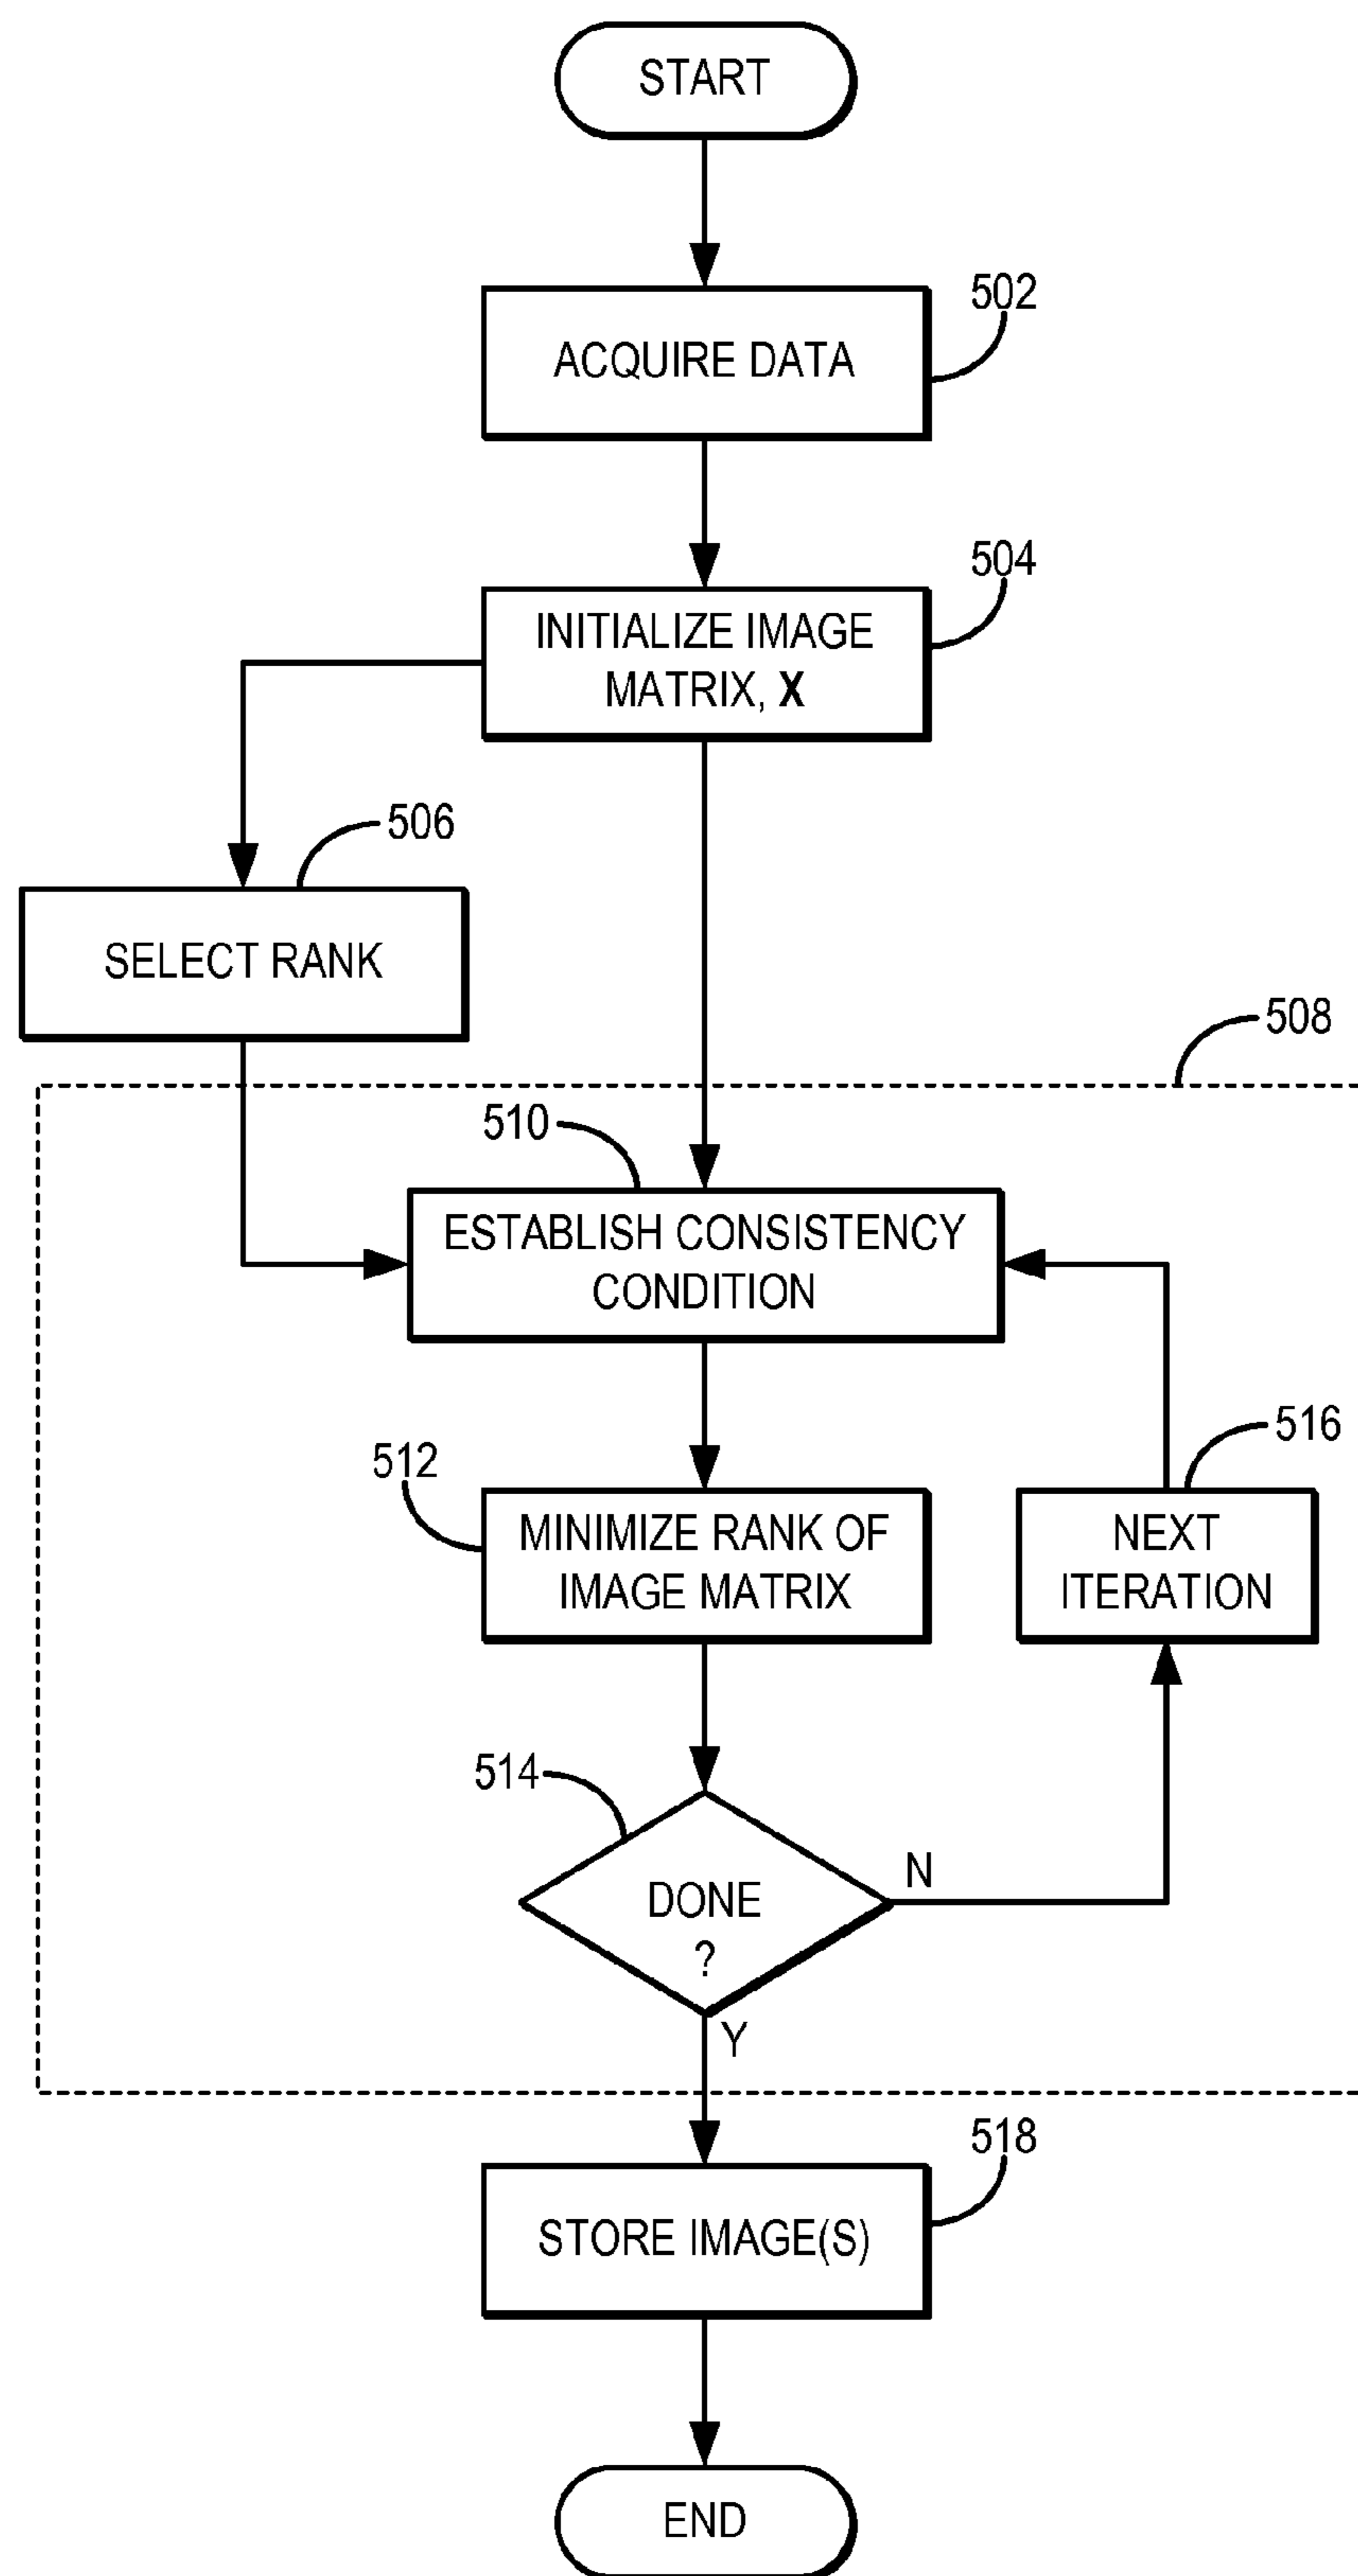 START
502
ACQUIRE DATA
504
INITIALIZE IMAGE
MATRIX, X
506
SELECT RANK
508
510
ESTABLISH CONSISTENCY
CONDITION
512
516
MINIMIZE RANK OF
IMAGE MATRIX
NEXT
ITERATION
514
N
DONE
?
Y
518
STORE IMAGE(S)
END